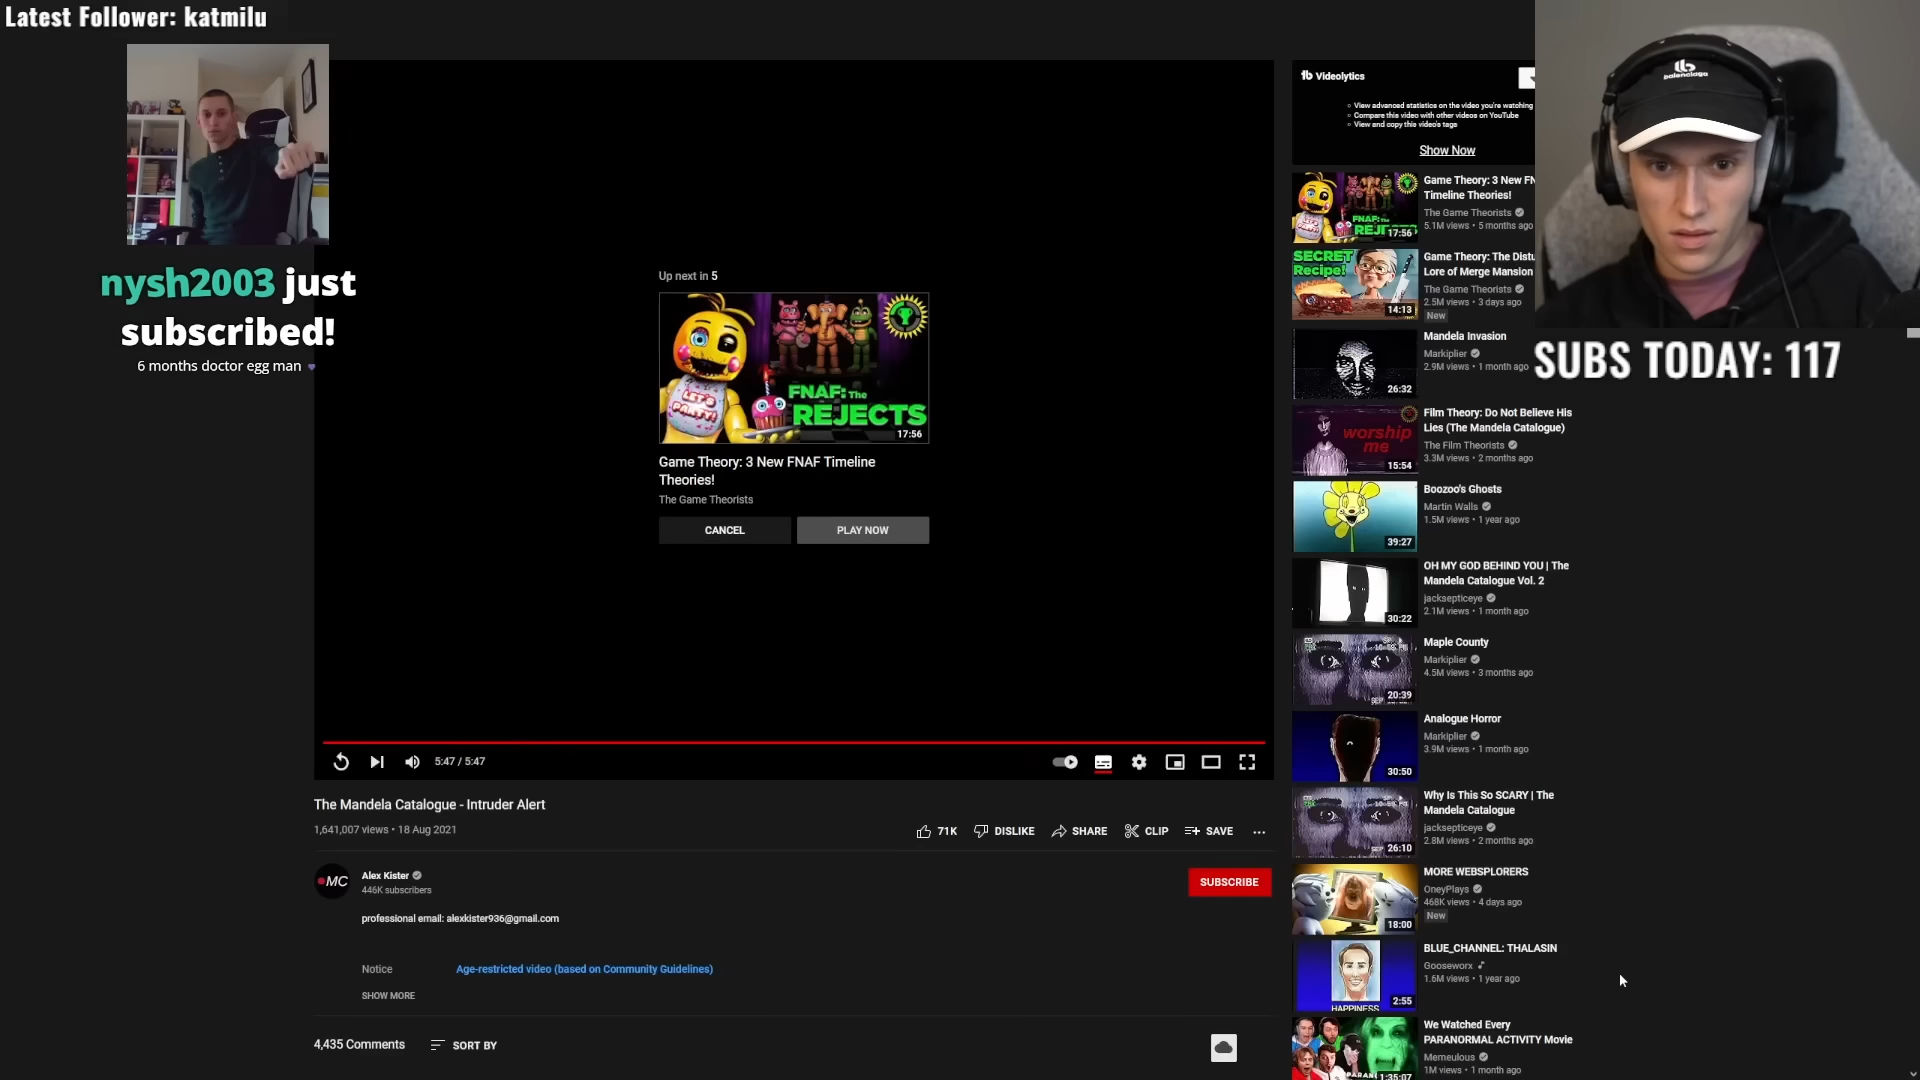 Latest Follower: katmilu
nysh2003 just
subscribed!
6 months doctor egg man
Up next in 5
LET'S
PARTY!
FNAF: The
REJECTS
17:56
Game Theory: 3 New FNAF Timeline
Theories!
The Game Theorists
CANCEL
PLAY NOW
5:47 / 5:47
The Mandela Catalogue - Intruder Alert
1,641,007 views • 18 Aug 2021
71K
DISLIKE
SHARE
CLIP
SAVE
MC
Alex Kister
446K subscribers
SUBSCRIBE
professional email: alexkister936@gmail.com
Notice
Age-restricted video (based on Community Guidelines)
SHOW MORE
4,435 Comments
SORT BY
Videolytics
View advanced statistics on the video you're watching
Compare this video with other videos on YouTube
View and copy this video's tags
Show Now
FNAF: The
17:56
Game Theory: 3 New FN
Timeline Theories!
The Game Theorists
5.1M views • 5 months ago
SECRET
Recipe!
14:13
Game Theory: The Distu
Lore of Merge Mansion
The Game Theorists
2.5M views • 3 days ago
New
26:32
Mandela Invasion
Markiplier
2.9M views • 1 month ago
worship
me
15:54
Film Theory: Do Not Believe His
Lies (The Mandela Catalogue)
The Film Theorists
3.3M views • 2 months ago
39:27
Boozoo's Ghosts
Martin Walls
1.5M views • 1 year ago
30:22
OH MY GOD BEHIND YOU | The
Mandela Catalogue Vol. 2
jacksepticeye
2.1M views • 1 month ago
20:39
Maple County
Markiplier
4.5M views • 3 months ago
30:50
Analogue Horror
Markiplier
3.9M views • 1 month ago
26:10
Why Is This So SCARY | The
Mandela Catalogue
jacksepticeye
2.8M views • 2 months ago
18:00
MORE WEBSPLORERS
OneyPlays
468K views • 4 days ago
New
2:55
HAPPINESS
BLUE_CHANNEL: THALASIN
Gooseworx
1.6M views • 1 year ago
1:35:07
We Watched Every
PARANORMAL ACTIVITY Movie
Memeulous
1M views • 1 month ago
balenciaga
SUBS TODAY: 117